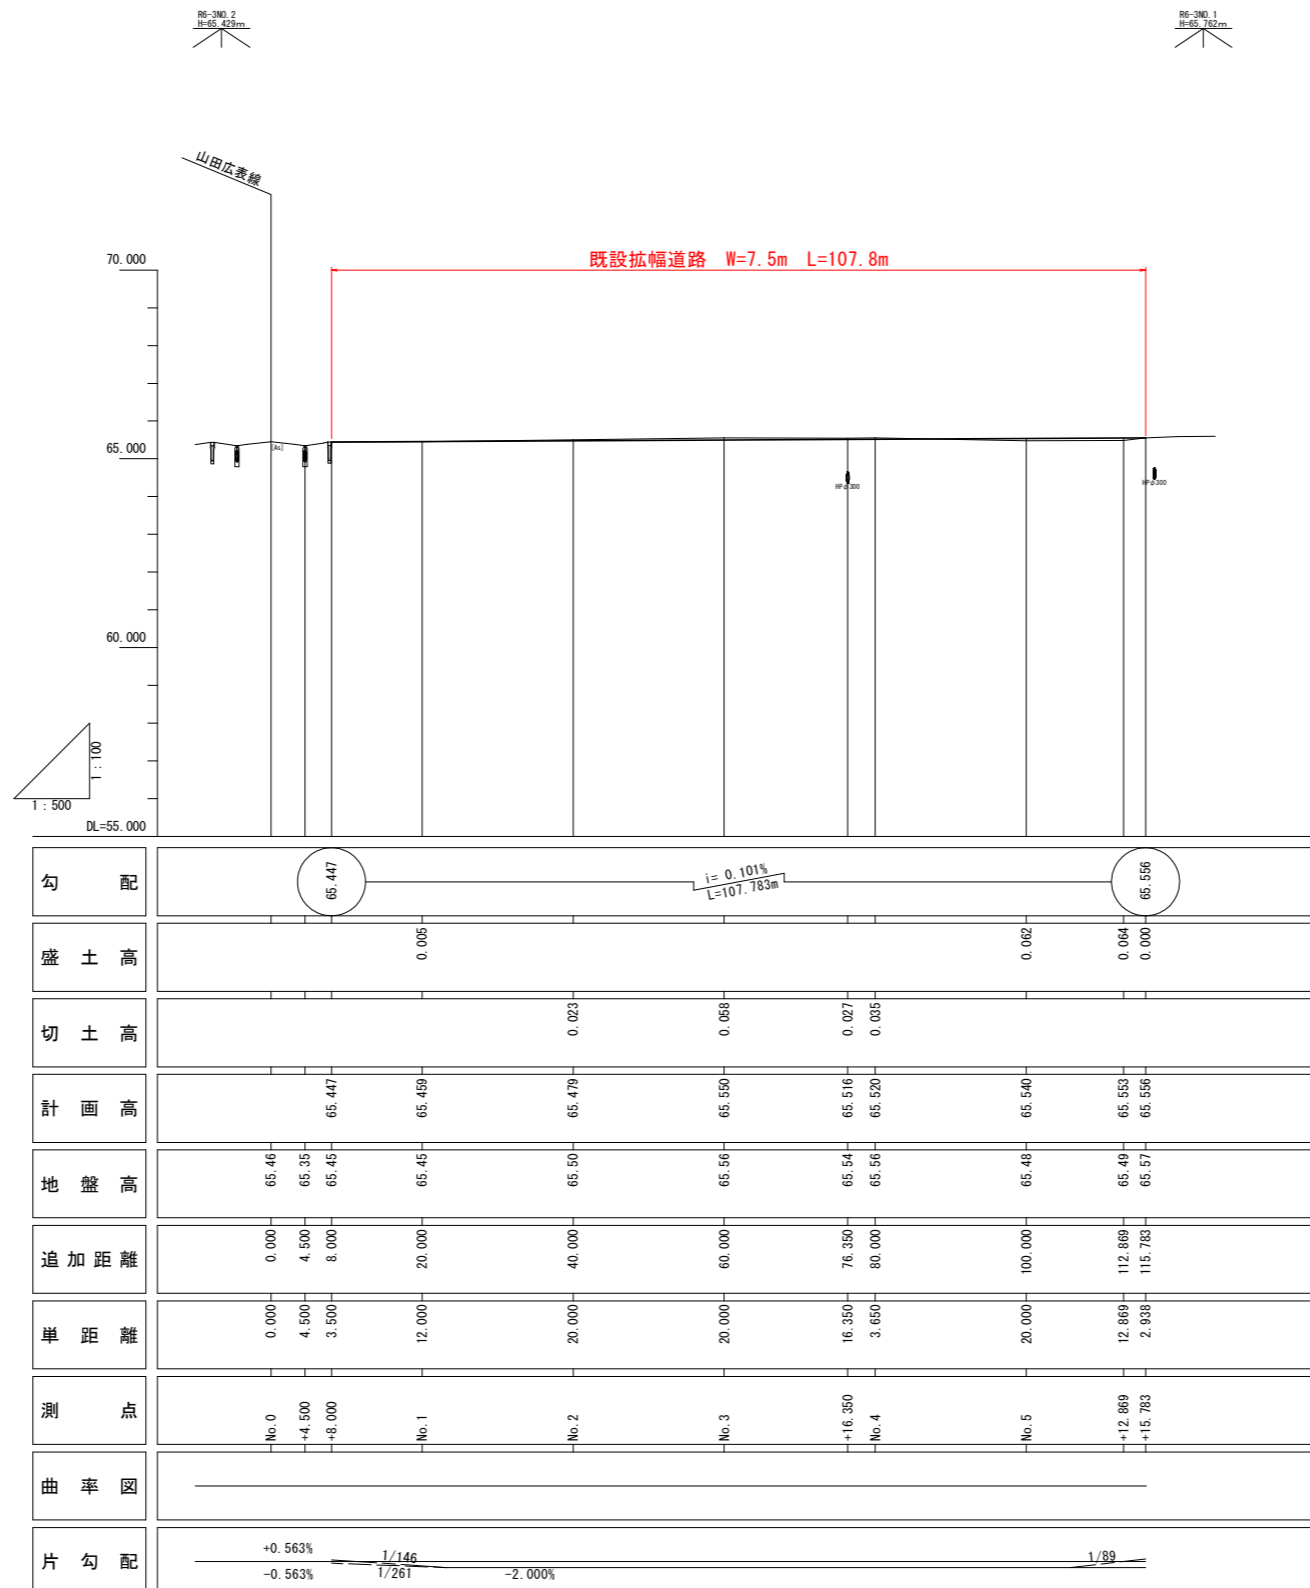 R6-3NO.2
H=65.429m
R6-3NO.1
H=65.762m
山田広表線
既設拡幅道路 W=7.5m L=107.8m
70.000
65.000
[As]
HPφ300
HPφ300
60.000
1:100
1:500
DL=55.000
勾配 65.447 i= 0.101% L=107.783m 65.556
盛土高 0.005 0.062 0.064 0.000
切土高 0.023 0.058 0.027 0.035
計画高 65.447 65.459 65.479 65.550 65.516 65.520 65.540 65.553 65.556
地盤高 65.46 65.35 65.45 65.45 65.50 65.56 65.54 65.56 65.48 65.49 65.57
追加距離 0.000 4.500 8.000 20.000 40.000 60.000 76.350 80.000 100.000 112.869 115.783
単距離 0.000 4.500 3.500 12.000 20.000 20.000 16.350 3.650 20.000 12.869 2.938
測点 No.0 +4.500 +8.000 No.1 No.2 No.3 +16.350 No.4 No.5 +12.869 +15.783
曲率図
片勾配 +0.563% 1/146 1/89
-0.563% 1/261 -2.000%